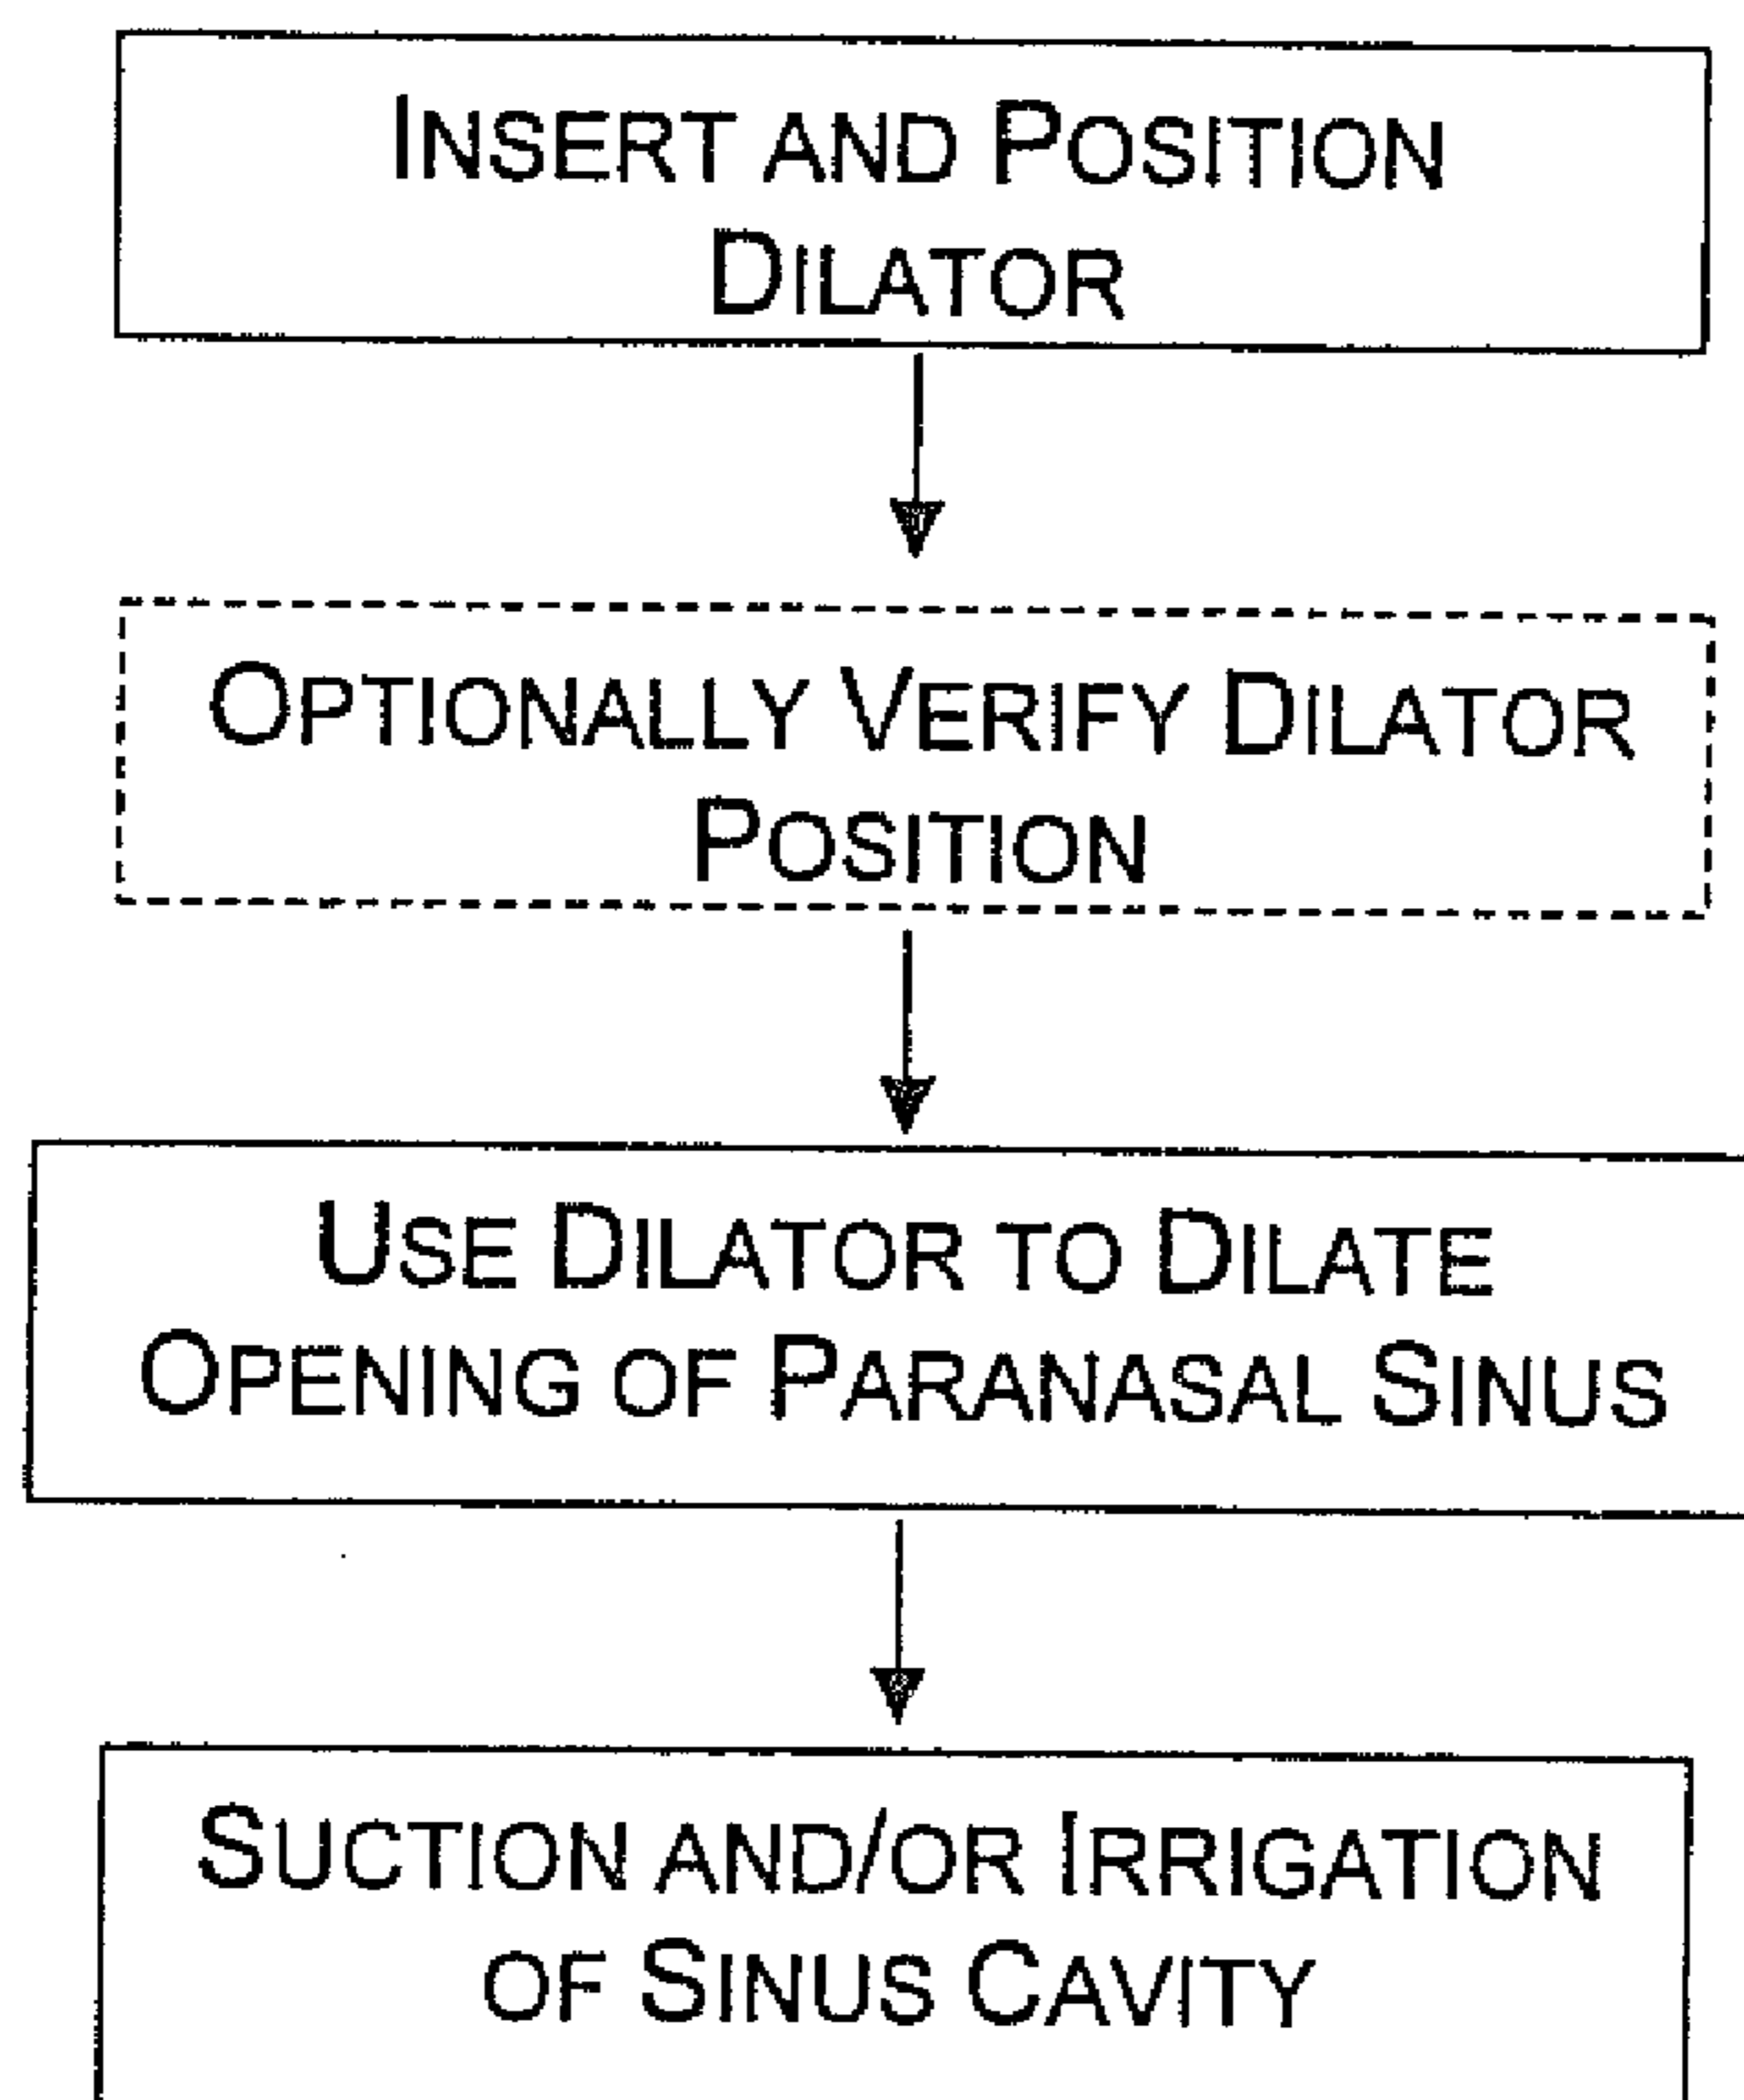 INSERT AND POSITION
DILATOR
OPTIONALLY VERIFY DILATOR
POSITION
USE DILATOR TO DILATE
OPENING OF PARANASAL SINUS
SUCTION AND/OR IRRIGATION
OF SINUS CAVITY